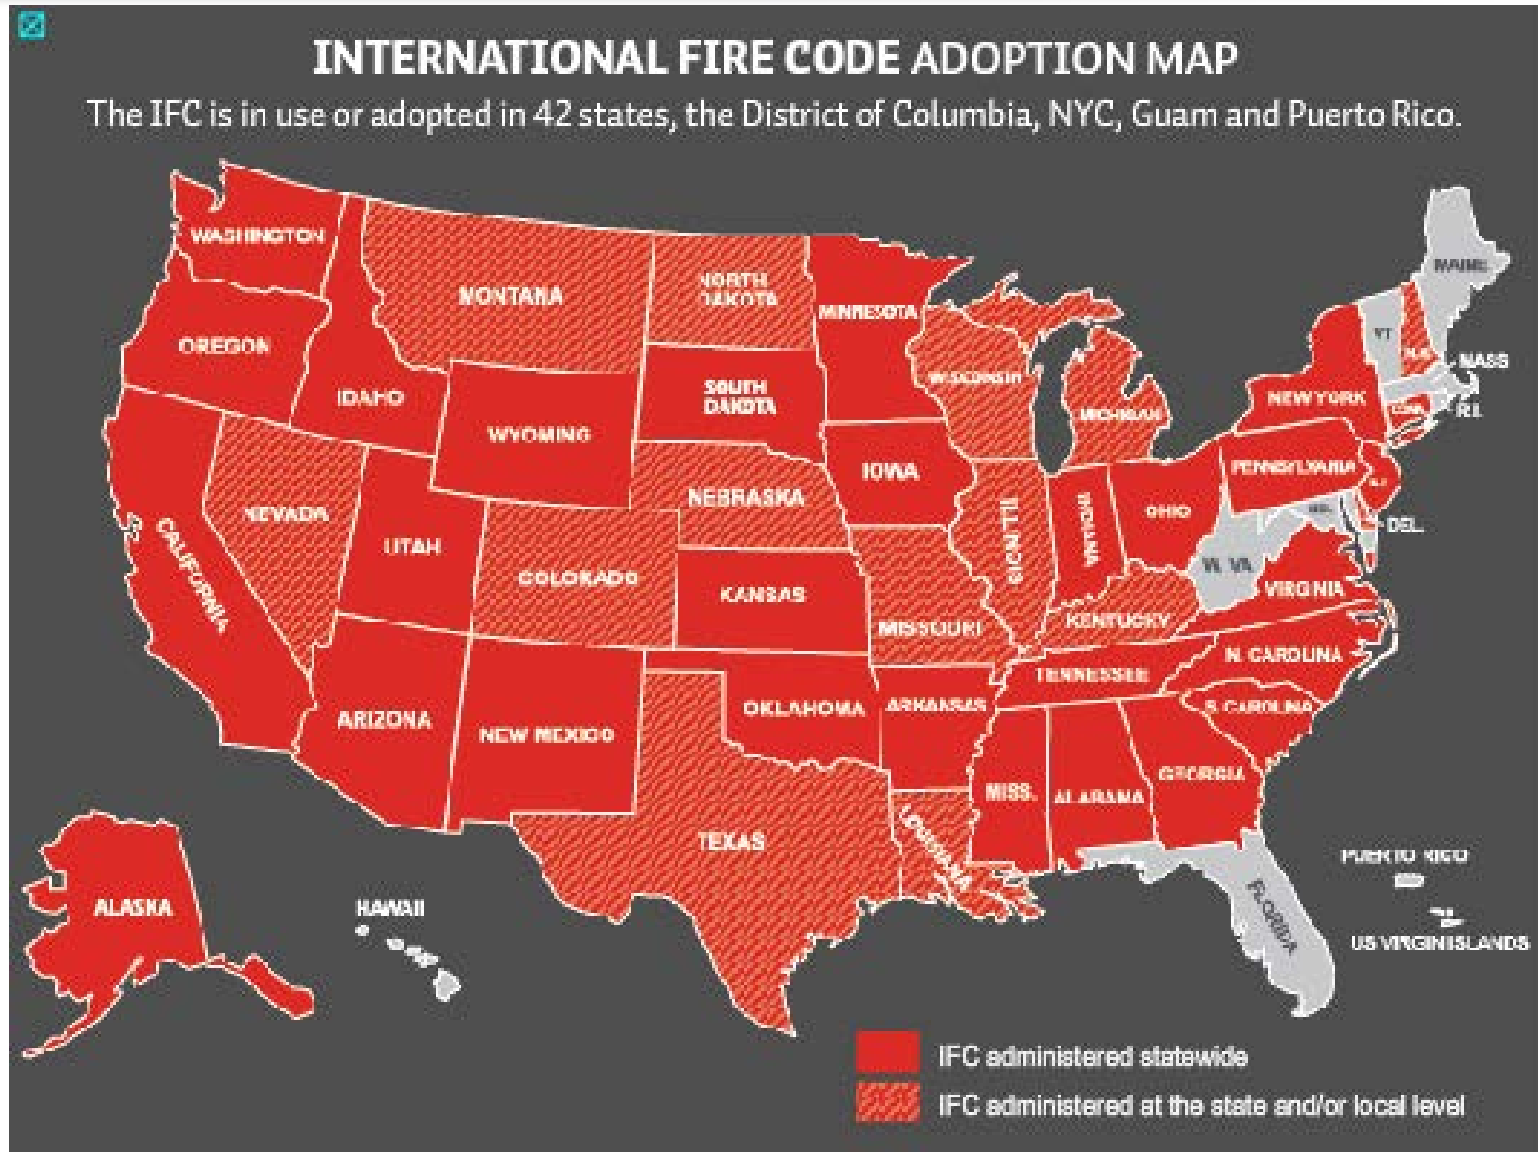 INTERNATIONAL FIRE CODE ADOPTION MAP
The IFC is in use or adopted in 42 states, the District of Columbia, NYC, Guam and Puerto Rico.
WASHINGTON
MONTANA
NORTH
DAKOTA
MINNESOTA
MAINE
OREGON
IDAHO
WYOMING
SOUTH
DAKOTA
WISCONSIN
MICHIGAN
NEW YORK
VT
N.H.
MASS
R.I.
CONN.
NEVADA
UTAH
COLORADO
NEBRASKA
IOWA
ILLINOIS
INDIANA
OHIO
PENNSYLVANIA
N.J.
MD.
DEL.
CALIFORNIA
KANSAS
MISSOURI
KENTUCKY
W. VA
VIRGINIA
ARIZONA
NEW MEXICO
OKLAHOMA
ARKANSAS
TENNESSEE
N. CAROLINA
S. CAROLINA
TEXAS
LOUISIANA
MISS.
ALABAMA
GEORGIA
FLORIDA
ALASKA
HAWAII
PUERTO RICO
US VIRGIN ISLANDS
IFC administered statewide
IFC administered at the state and/or local level